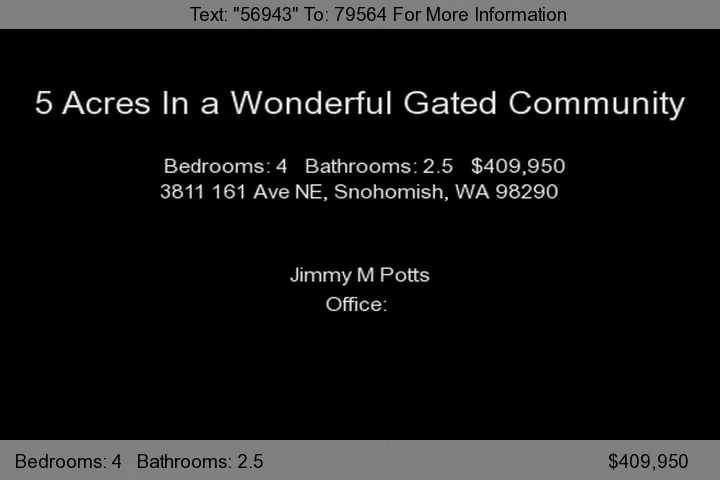 Text: "56943" To: 79564 For More Information
5 Acres In a Wonderful Gated Community
Bedrooms: 4 Bathrooms: 2.5 $409,950
3811 161 Ave NE, Snohomish, WA 98290
Jimmy M Potts
Office:
Bedrooms: 4 Bathrooms: 2.5 $409,950